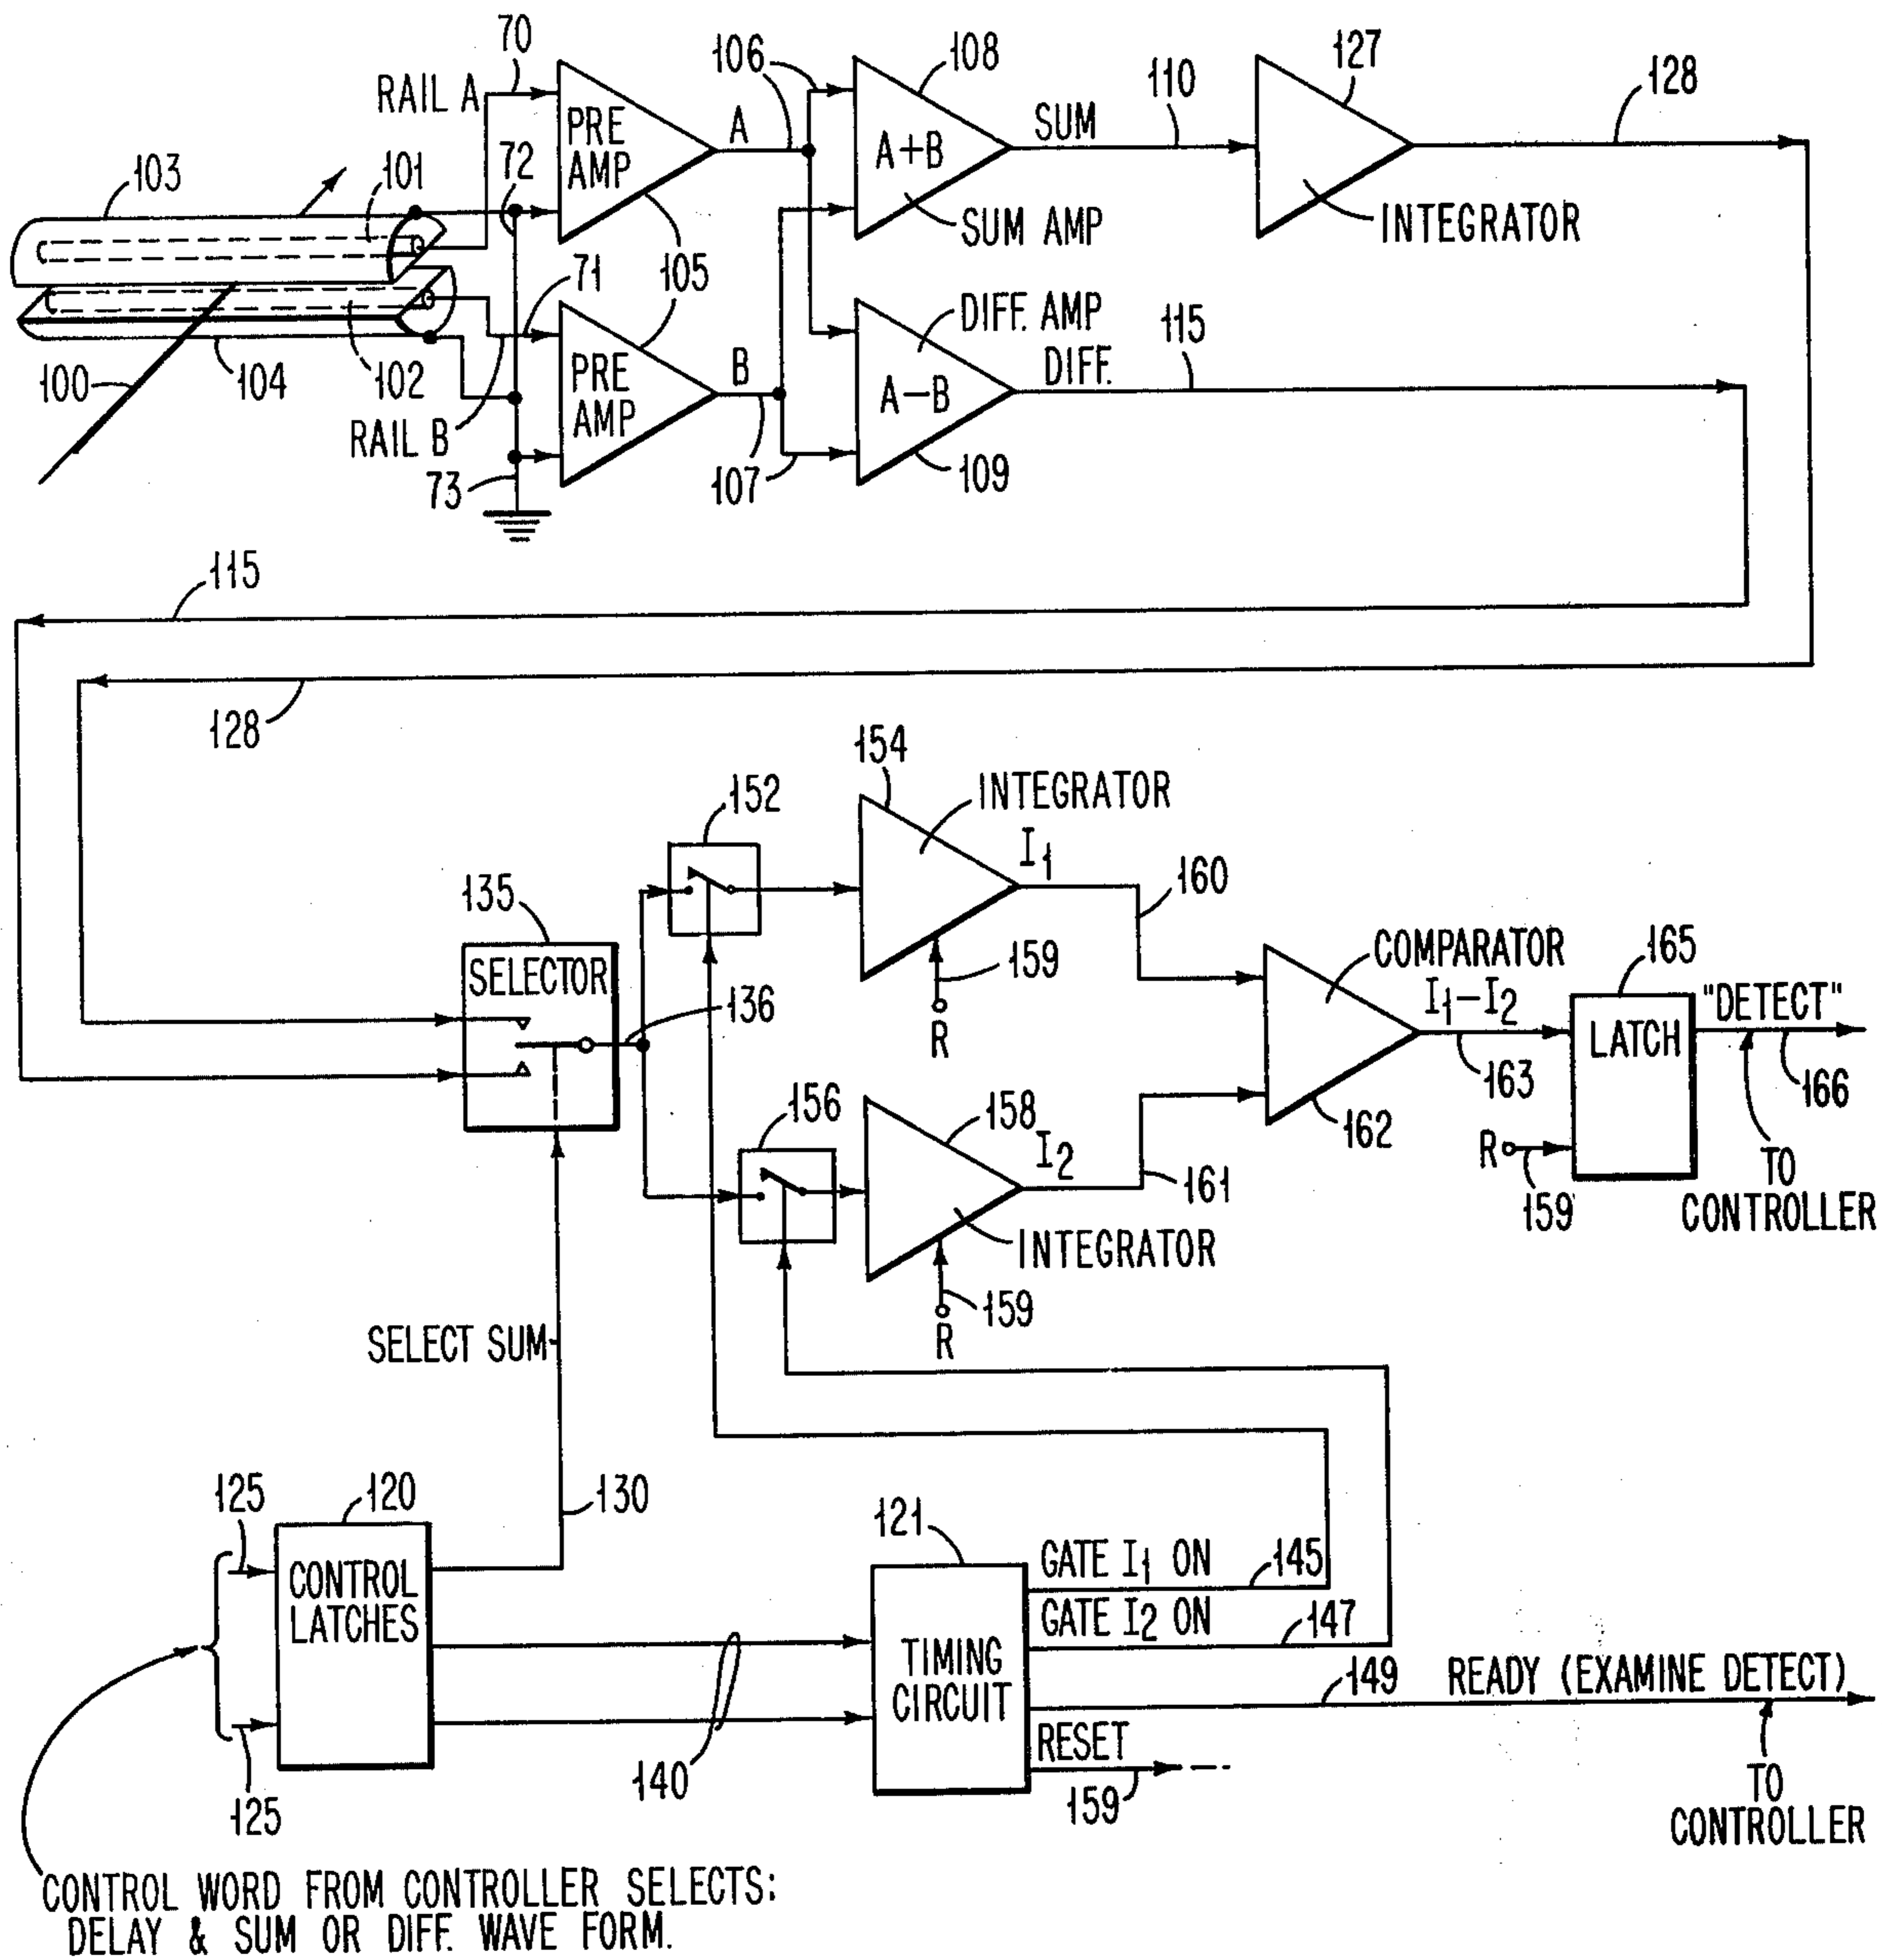 70
106
108
127
RAIL A
110
128
PRE
AMP
A
A+B
SUM
72
103
101
SUM AMP
INTEGRATOR
71
105
DIFF. AMP
DIFF.
115
100
104
102
PRE
AMP
B
A−B
RAIL B
73
107
109
115
128
154
INTEGRATOR
152
I1
160
135
SELECTOR
159
COMPARATOR
165
I1−I2
"DETECT"
136
R
LATCH
163
166
156
158
I2
162
R
TO
CONTROLLER
161
159
INTEGRATOR
159
R
SELECT SUM
125
120
130
121
GATE I1 ON
145
CONTROL
LATCHES
GATE I2 ON
147
TIMING
CIRCUIT
149
READY (EXAMINE DETECT)
RESET
140
159
TO
CONTROLLER
125
CONTROL WORD FROM CONTROLLER SELECTS:
DELAY & SUM OR DIFF. WAVE FORM.